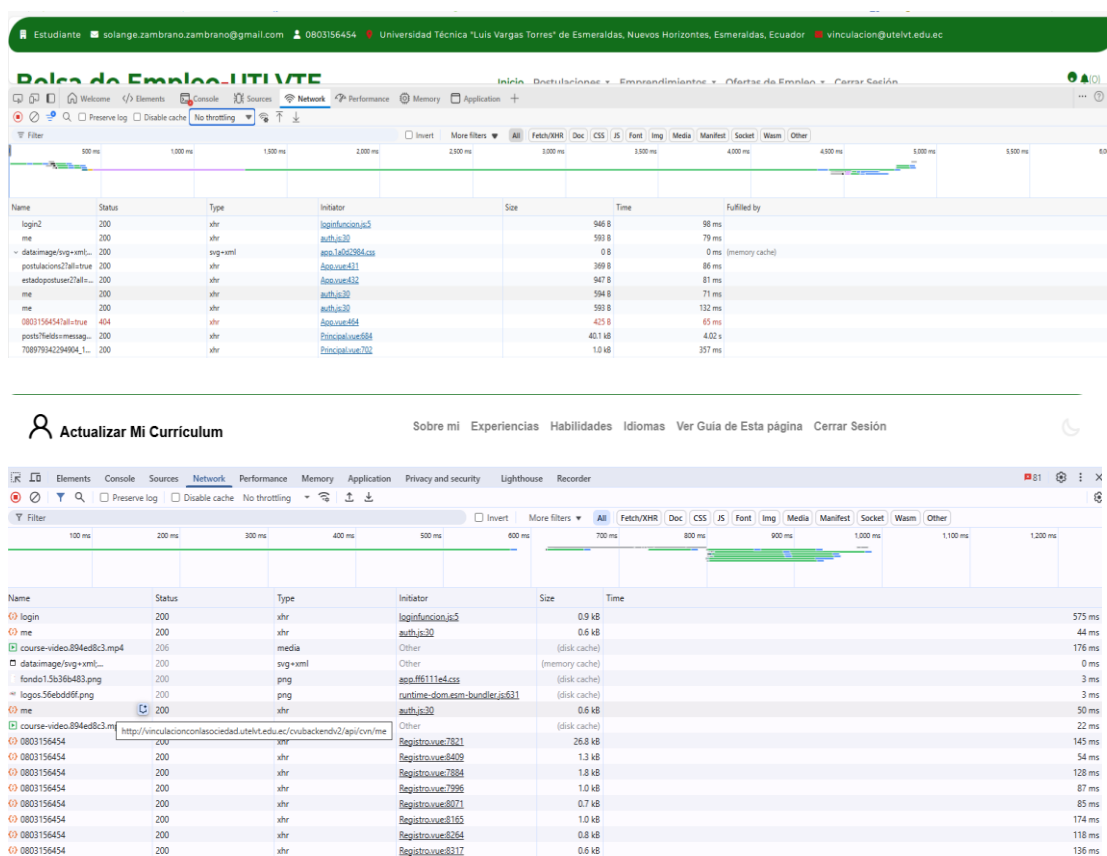 Estudiante solange.zambrano.zambrano@gmail.com 0803156454 Universidad Técnica "Luis Vargas Torres" de Esmeraldas, Nuevos Horizontes, Esmeraldas, Ecuador vinculacion@utelvt.edu.ec
Bolsa de Empleo-UTLVTE Inicio Postulaciones Emprendimientos Ofertas de Empleo Cerrar Sesión (0)
Welcome Elements Console Sources Network Performance Memory Application
Preserve log Disable cache No throttling
Filter Invert More filters All Fetch/XHR Doc CSS JS Font Img Media Manifest Socket Wasm Other
500 ms 1,000 ms 1,500 ms 2,000 ms 2,500 ms 3,000 ms 3,500 ms 4,000 ms 4,500 ms 5,000 ms 5,500 ms 6,0
Name Status Type Initiator Size Time Fulfilled by
login2 200 xhr loginfuncion.js:5 946 B 98 ms
me 200 xhr auth.js:30 593 B 79 ms
data:image/svg+xml;... 200 svg+xml app.1a0d2984.css 0 B 0 ms (memory cache)
postulacions2?all=true 200 xhr App.vue:431 369 B 86 ms
estadopostuser2?all=... 200 xhr App.vue:432 947 B 81 ms
me 200 xhr auth.js:30 594 B 71 ms
me 200 xhr auth.js:30 593 B 132 ms
0803156454?all=true 404 xhr App.vue:464 425 B 65 ms
posts?fields=messag... 200 xhr Principal.vue:684 40.1 kB 4.02 s
708979342294904_1... 200 xhr Principal.vue:702 1.0 kB 357 ms
Actualizar Mi Currículum Sobre mi Experiencias Habilidades Idiomas Ver Guia de Esta página Cerrar Sesión
Elements Console Sources Network Performance Memory Application Privacy and security Lighthouse Recorder 81
Preserve log Disable cache No throttling
Filter Invert More filters All Fetch/XHR Doc CSS JS Font Img Media Manifest Socket Wasm Other
100 ms 200 ms 300 ms 400 ms 500 ms 600 ms 700 ms 800 ms 900 ms 1,000 ms 1,100 ms 1,200 ms
Name Status Type Initiator Size Time
login 200 xhr loginfuncion.js:5 0.9 kB 575 ms
me 200 xhr auth.js:30 0.6 kB 44 ms
course-video.894ed8c3.mp4 206 media Other (disk cache) 176 ms
data:image/svg+xml;... 200 svg+xml Other (memory cache) 0 ms
fondo1.5b36b483.png 200 png app.ff6111e4.css (disk cache) 3 ms
logos.56ebdd6f.png 200 png runtime-dom.esm-bundler.js:631 (disk cache) 3 ms
me 200 xhr auth.js:30 0.6 kB 50 ms
course-video.894ed8c3.m Other (disk cache) 22 ms
http://vinculacionconlasociedad.utelvt.edu.ec/cvubackendv2/api/cvn/me
0803156454 200 xhr Registro.vue:7821 26.8 kB 145 ms
0803156454 200 xhr Registro.vue:8409 1.3 kB 54 ms
0803156454 200 xhr Registro.vue:7884 1.8 kB 128 ms
0803156454 200 xhr Registro.vue:7996 1.0 kB 87 ms
0803156454 200 xhr Registro.vue:8071 0.7 kB 85 ms
0803156454 200 xhr Registro.vue:8165 1.0 kB 174 ms
0803156454 200 xhr Registro.vue:8264 0.8 kB 118 ms
0803156454 200 xhr Registro.vue:8317 0.6 kB 136 ms